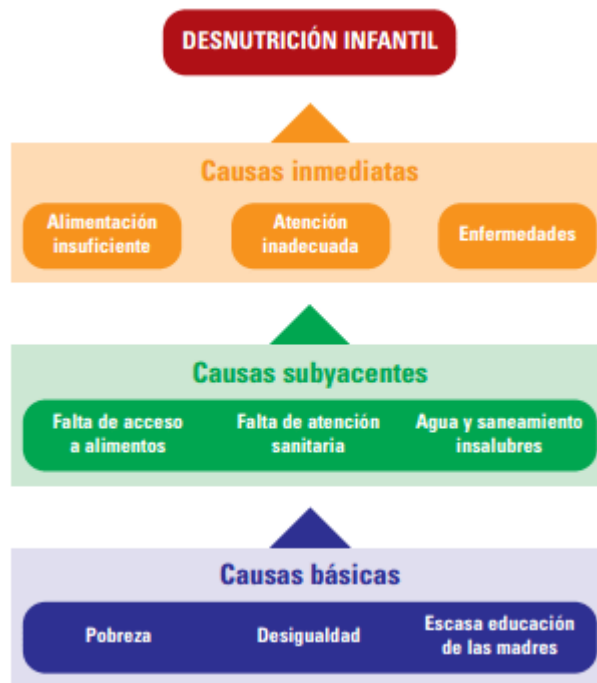 DESNUTRICIÓN INFANTIL
Causas inmediatas
Alimentación
insuficiente
Atención
inadecuada
Enfermedades
Causas subyacentes
Falta de acceso
a alimentos
Falta de atención
sanitaria
Agua y saneamiento
insalubres
Causas básicas
Pobreza
Desigualdad
Escasa educación
de las madres